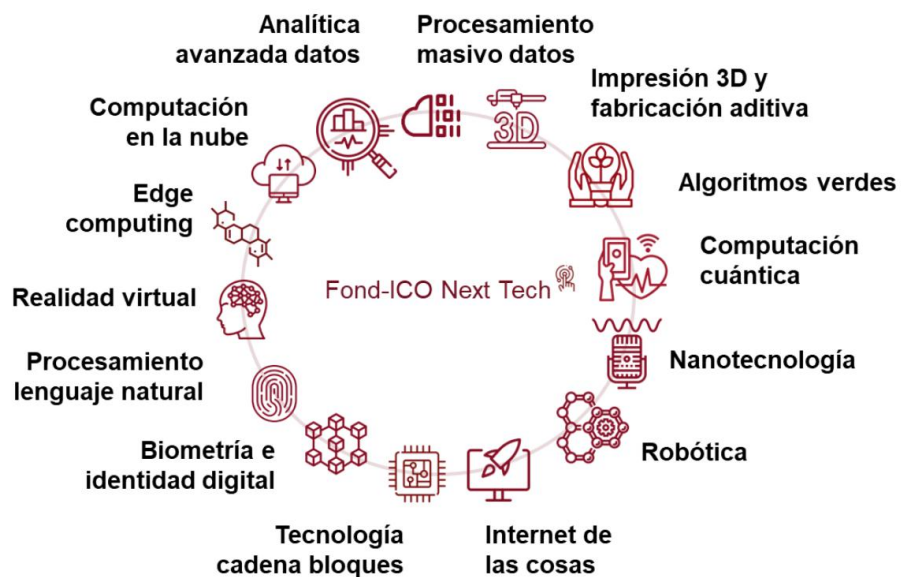 Analítica
avanzada datos
Procesamiento
masivo datos
Impresión 3D y
fabricación aditiva
3D
Computación
en la nube
Algoritmos verdes
Edge
computing
Computación
cuántica
Realidad virtual
Fond-ICO Next Tech
Nanotecnología
Procesamiento
lenguaje natural
Robótica
Biometría e
identidad digital
Tecnología
cadena bloques
Internet de
las cosas